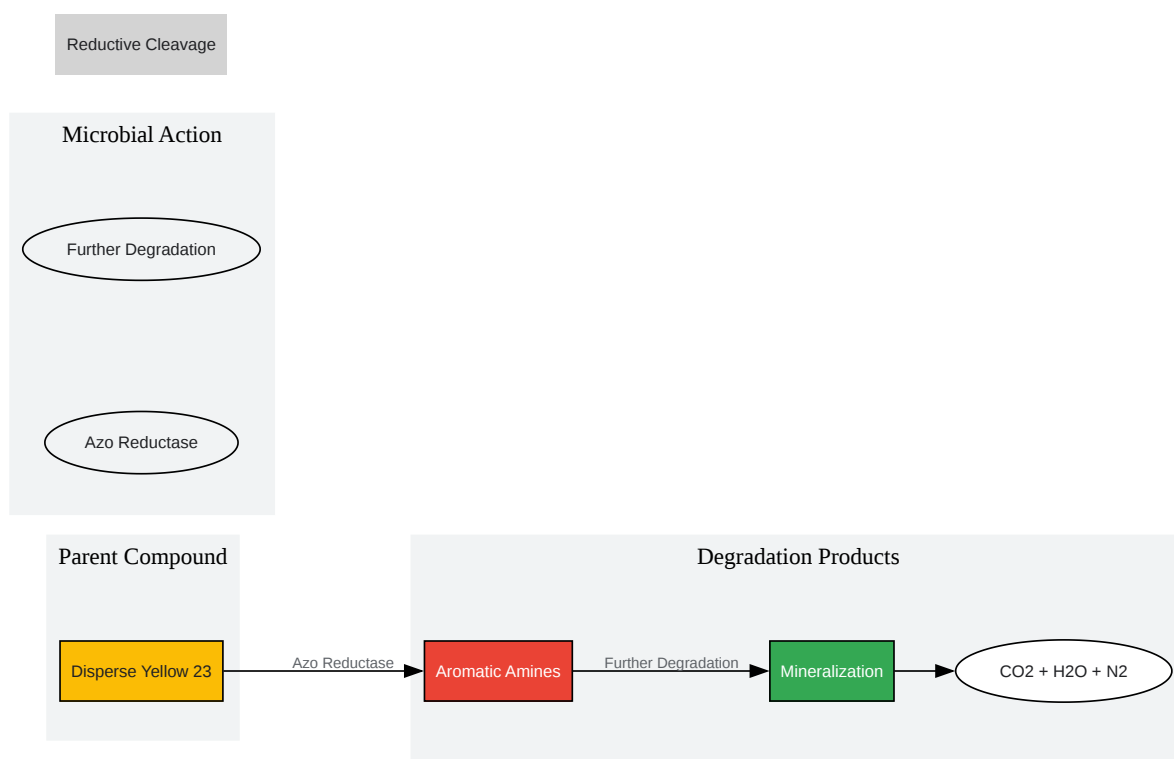 Reductive Cleavage
Microbial Action
Further Degradation
Azo Reductase
Parent Compound
Degradation Products
Disperse Yellow 23
Azo Reductase
Aromatic Amines
Further Degradation
Mineralization
CO2 + H2O + N2